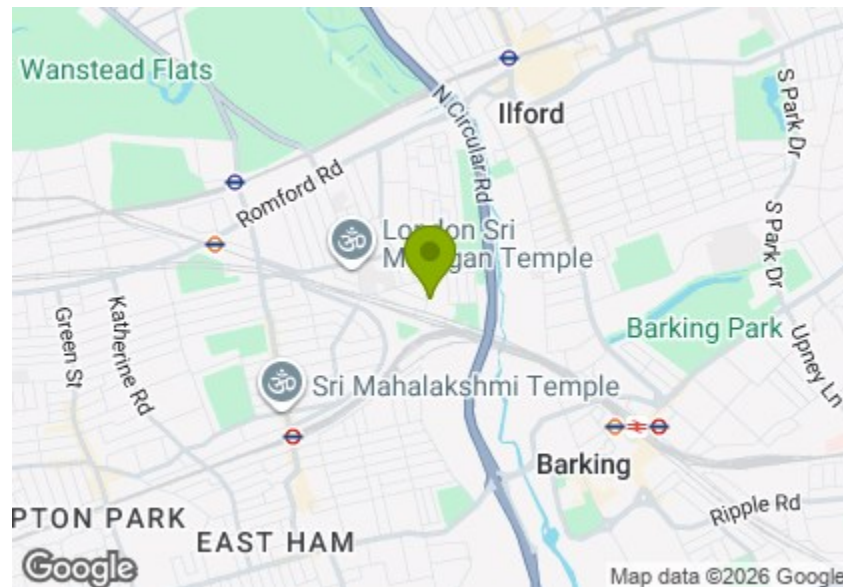 Wanstead Flats
N Circular Rd
Ilford
S Park Dr
Romford Rd
London Sri
Murugan Temple
S Park Dr
Green St
Katherine Rd
Barking Park
Upney Ln
Sri Mahalakshmi Temple
Barking
PTON PARK
EAST HAM
Ripple Rd
Google
Map data ©2026 Google